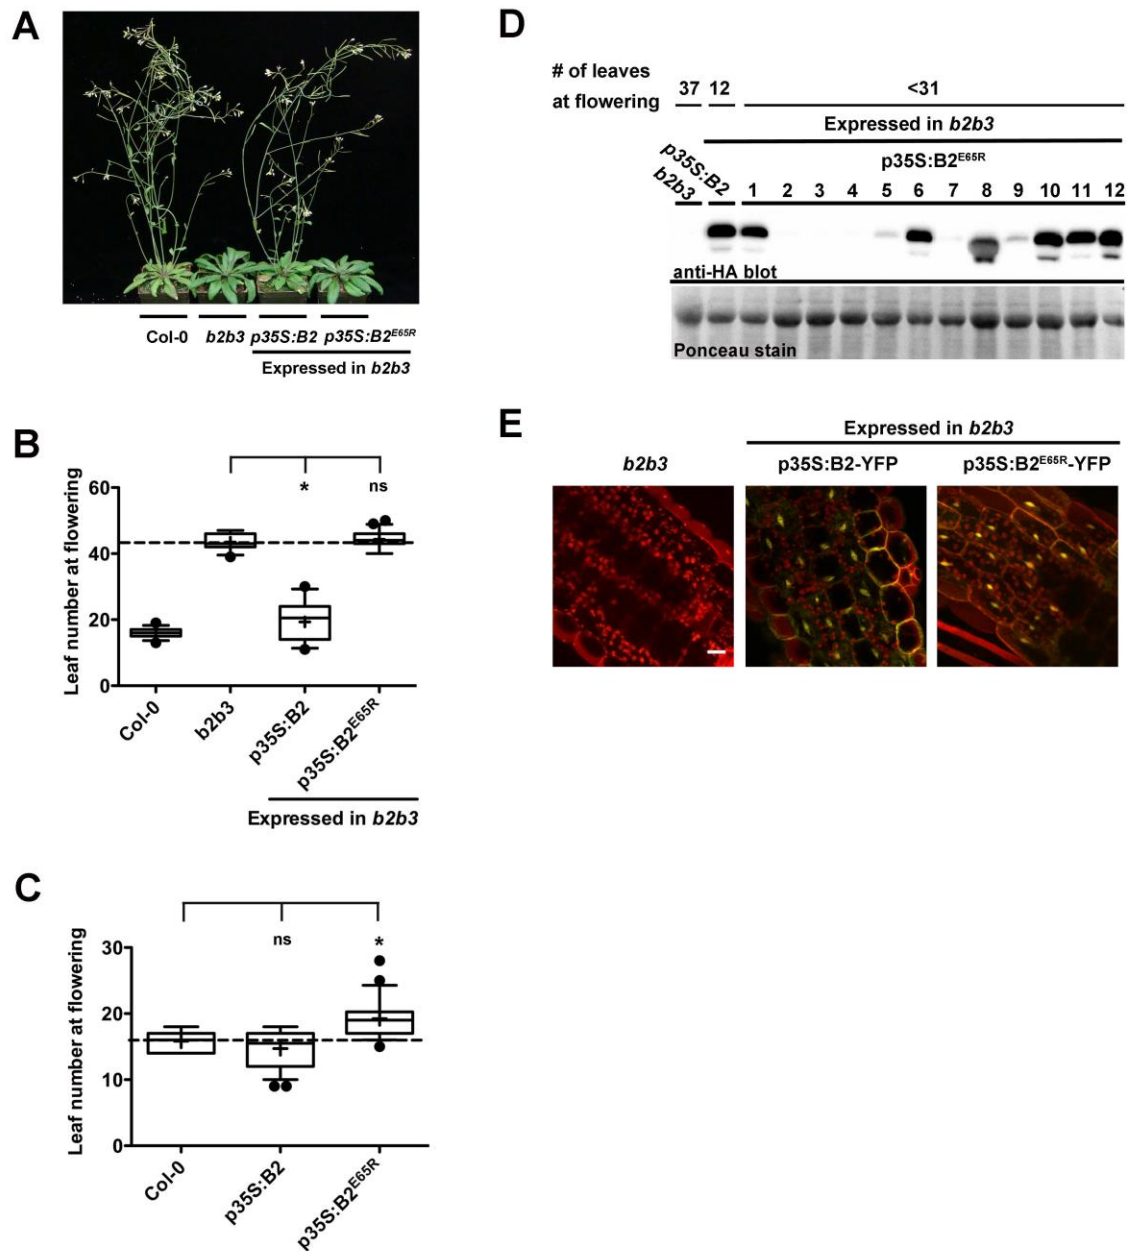 A
Col-0 b2b3 p35S:B2 p35S:B2E65R
Expressed in b2b3
B
Leaf number at flowering
60
40
20
0
* ns
Col-0 b2b3 p35S:B2 p35S:B2E65R
Expressed in b2b3
C
Leaf number at flowering
30
20
10
0
ns *
Col-0 p35S:B2 p35S:B2E65R
D
# of leaves
at flowering
37 12 <31
Expressed in b2b3
p35S:B2E65R
b2b3 p35S:B2
1 2 3 4 5 6 7 8 9 10 11 12
anti-HA blot
Ponceau stain
E
Expressed in b2b3
b2b3 p35S:B2-YFP p35S:B2E65R-YFP